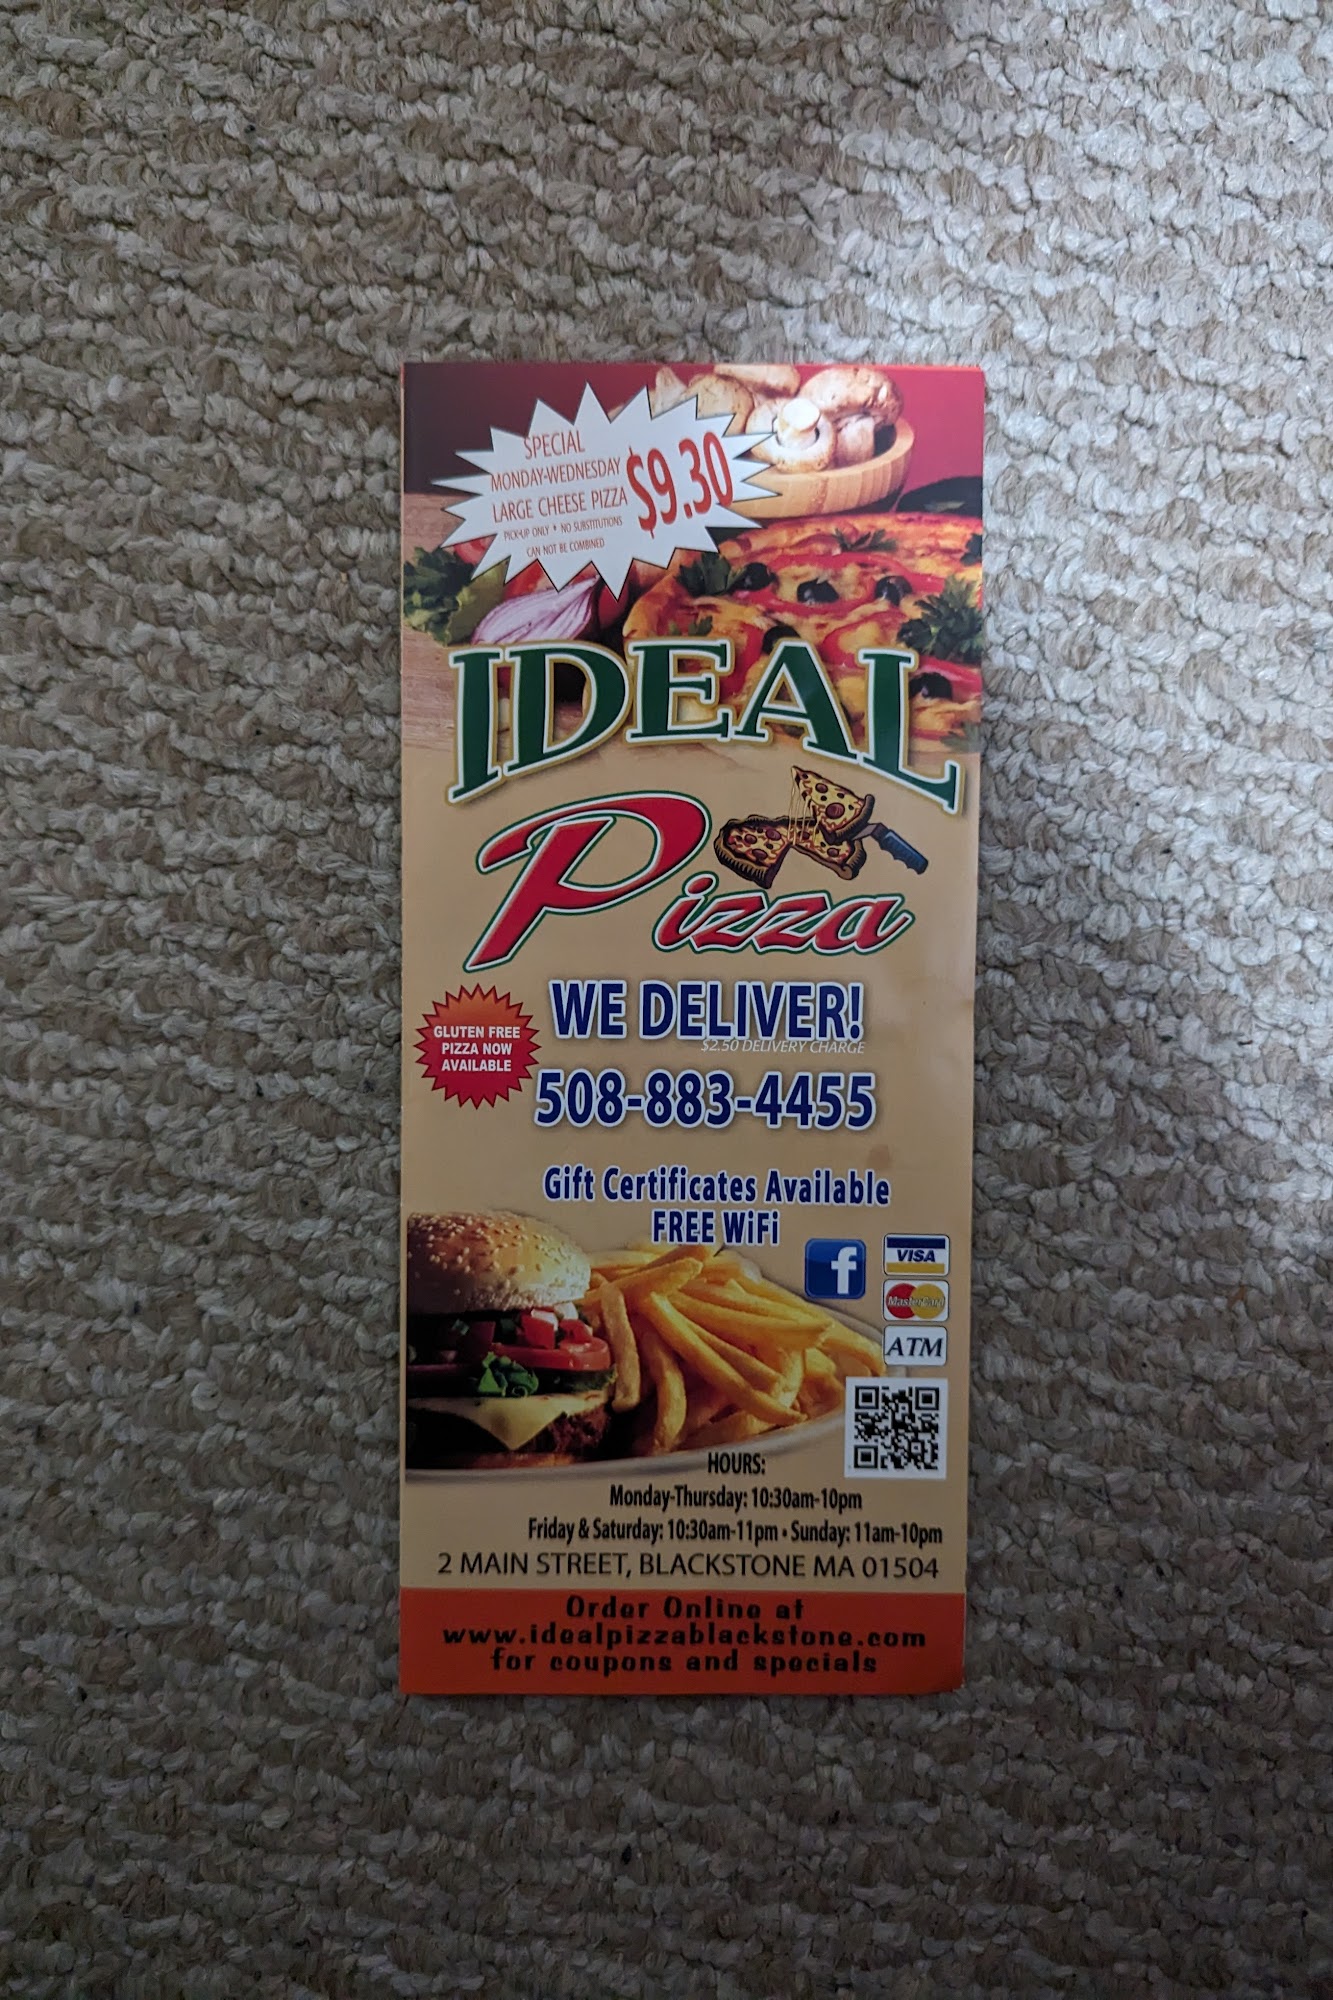 SPECIAL
MONDAY-WEDNESDAY
LARGE CHEESE PIZZA
$9.30
PICK-UP ONLY * NO SUBSTITUTIONS
CAN NOT BE COMBINED
IDEAL
Pizza
WE DELIVER!
$2.50 DELIVERY CHARGE
GLUTEN FREE
PIZZA NOW
AVAILABLE
508-883-4455
Gift Certificates Available
FREE WiFi
f
VISA
MasterCard
ATM
HOURS:
Monday-Thursday: 10:30am-10pm
Friday & Saturday: 10:30am-11pm • Sunday: 11am-10pm
2 MAIN STREET, BLACKSTONE MA 01504
Order Online at
www.idealpizzablackstone.com
for coupons and specials